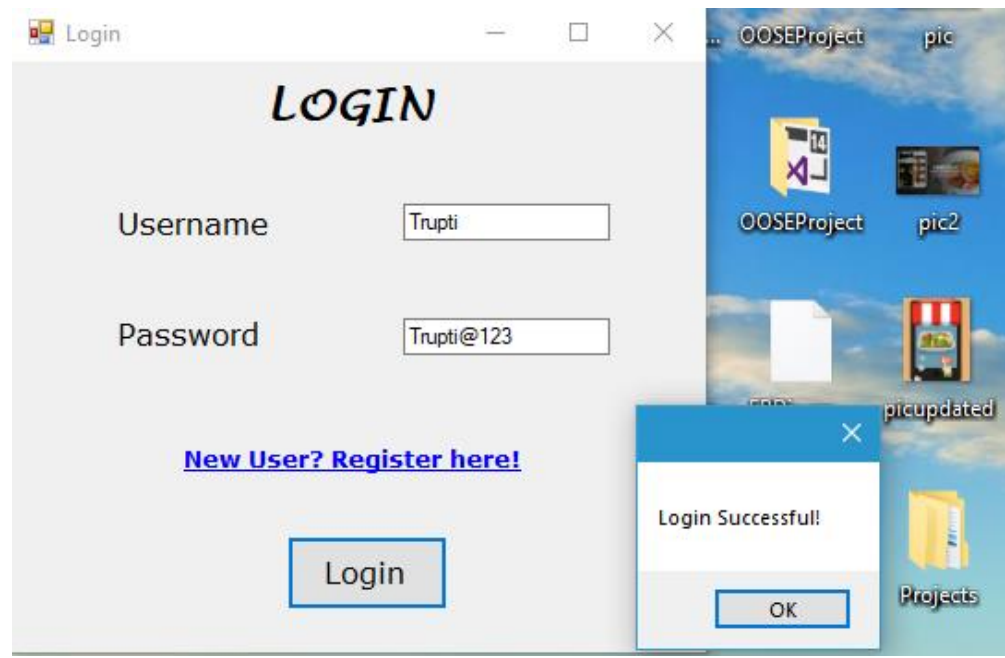 Login
LOGIN
Username
Trupti
Password
Trupti@123
New User? Register here!
Login
Login Successful!
OK
... OOSEProject
pic
14
OOSEProject
pic2
picupdated
Projects